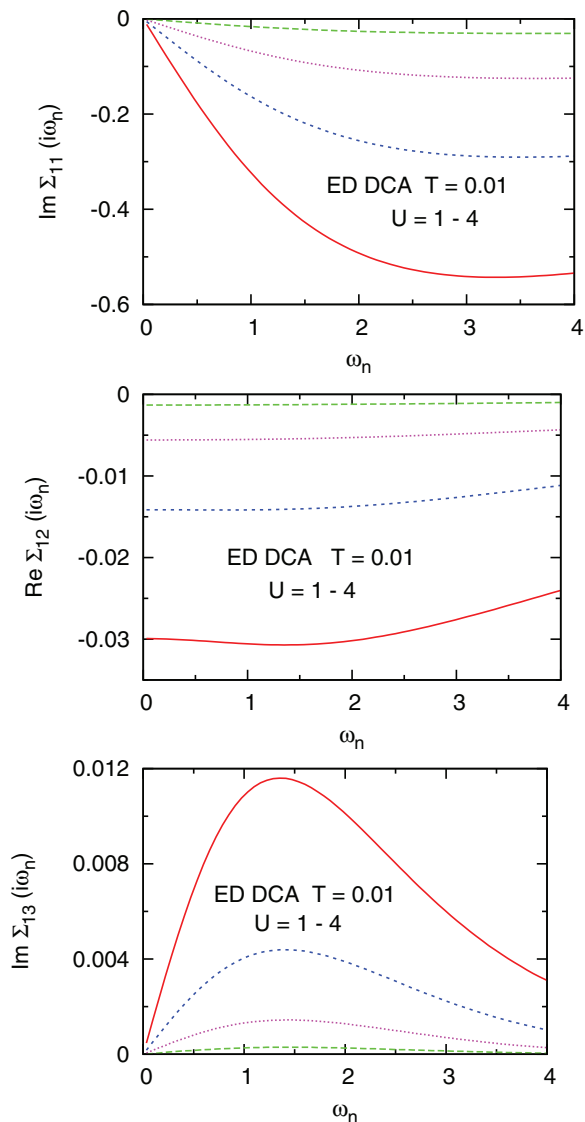 0
-0.2
-0.4
-0.6
Im Σ11 (iωn)
ED DCA T = 0.01
U = 1 - 4
0 1 2 3 4
ωn
0
-0.01
-0.02
-0.03
Re Σ12 (iωn)
ED DCA T = 0.01
U = 1 - 4
0 1 2 3 4
ωn
0.012
0.008
0.004
0
Im Σ13 (iωn)
ED DCA T = 0.01
U = 1 - 4
0 1 2 3 4
ωn